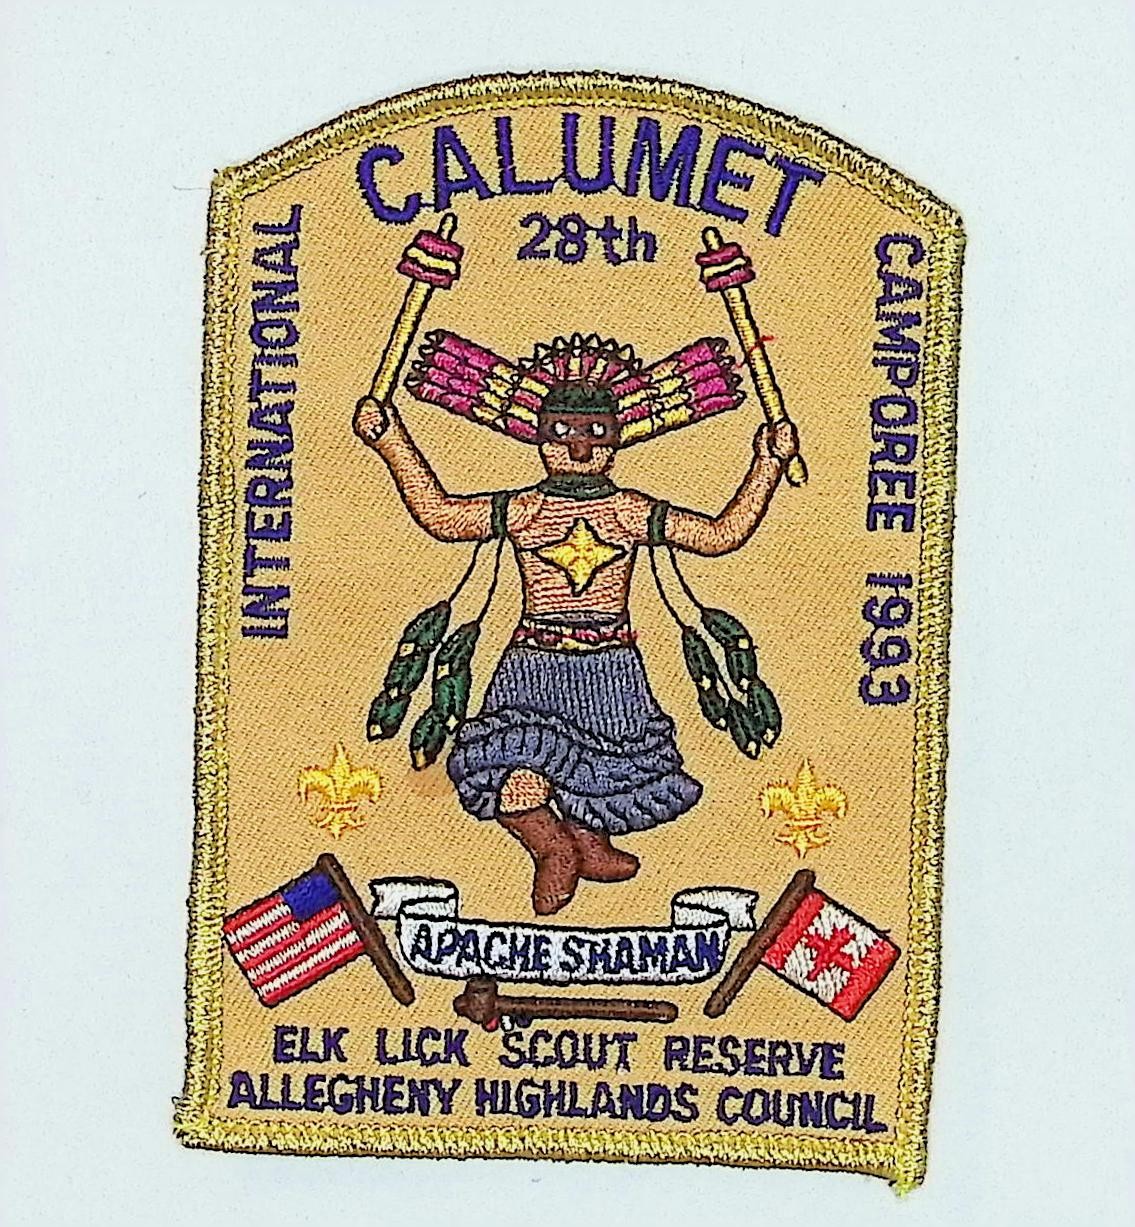 CALUMET
28th
INTERNATIONAL
CAMPOREE 1993
APACHE SHAMAN
ELK LICK SCOUT RESERVE
ALLEGHENY HIGHLANDS COUNCIL